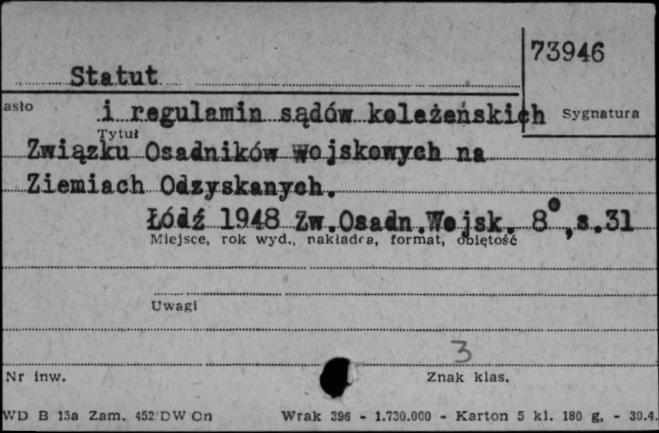 73946
Statut
asło
i regulamin sądów koleżeńskich
Sygnatura
Tytuł
Związku Osadników wojskowych na
Ziemiach Odzyskanych.
Łódź 1948 Zw.Osadn.Wojsk. 8°,s.31
Miejsce, rok wyd., nakładca, format, objętość
Uwagi
3
Nr inw.
Znak klas.
WD B 15a Zam. 452 DW On Wrak 396 - 1.730.000 - Karton 5 kl. 180 g. - 30.4.